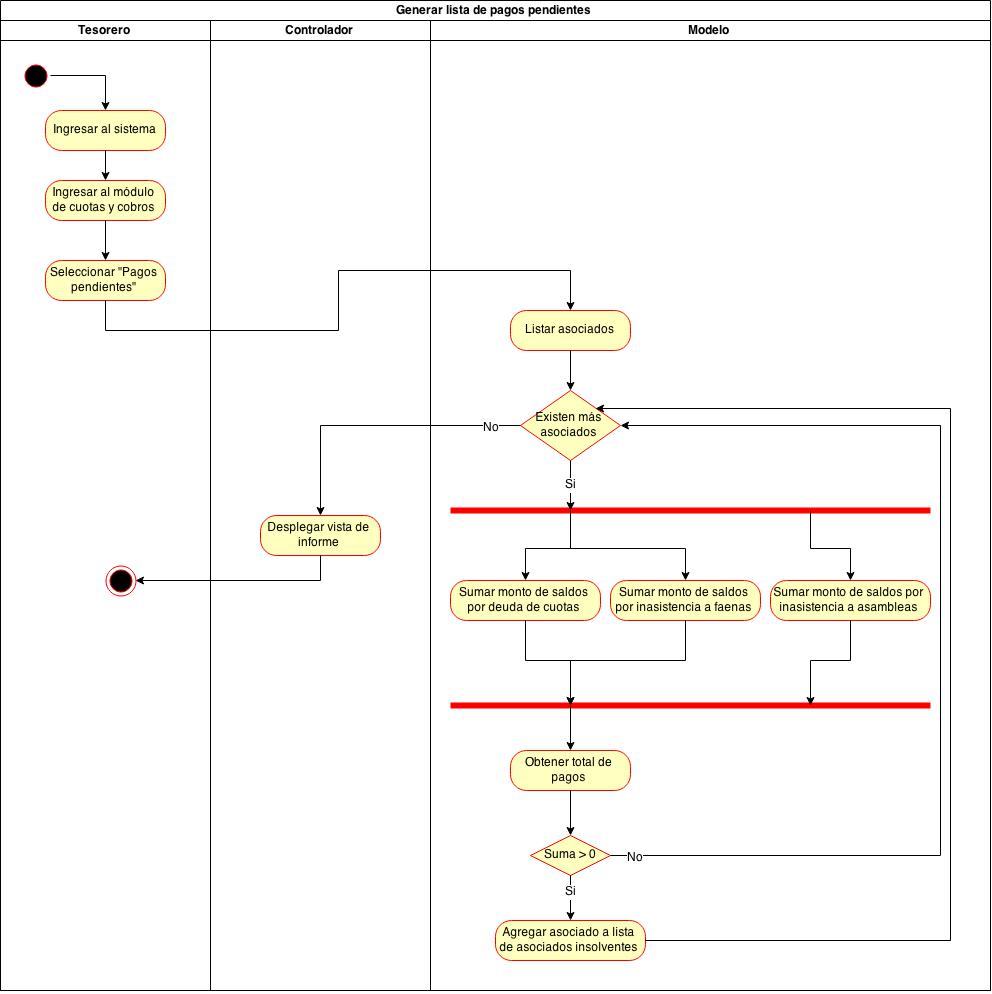 Generar lista de pagos pendientes
Tesorero
Controlador
Modelo
Ingresar al sistema
Ingresar al módulo
de cuotas y cobros
Seleccionar "Pagos
pendientes"
Listar asociados
Existen más
asociados
No
Si
Desplegar vista de
informe
Sumar monto de saldos
por deuda de cuotas
Sumar monto de saldos
por inasistencia a faenas
Sumar monto de saldos por
inasistencia a asambleas
Obtener total de
pagos
Suma > 0
No
Si
Agregar asociado a lista
de asociados insolventes